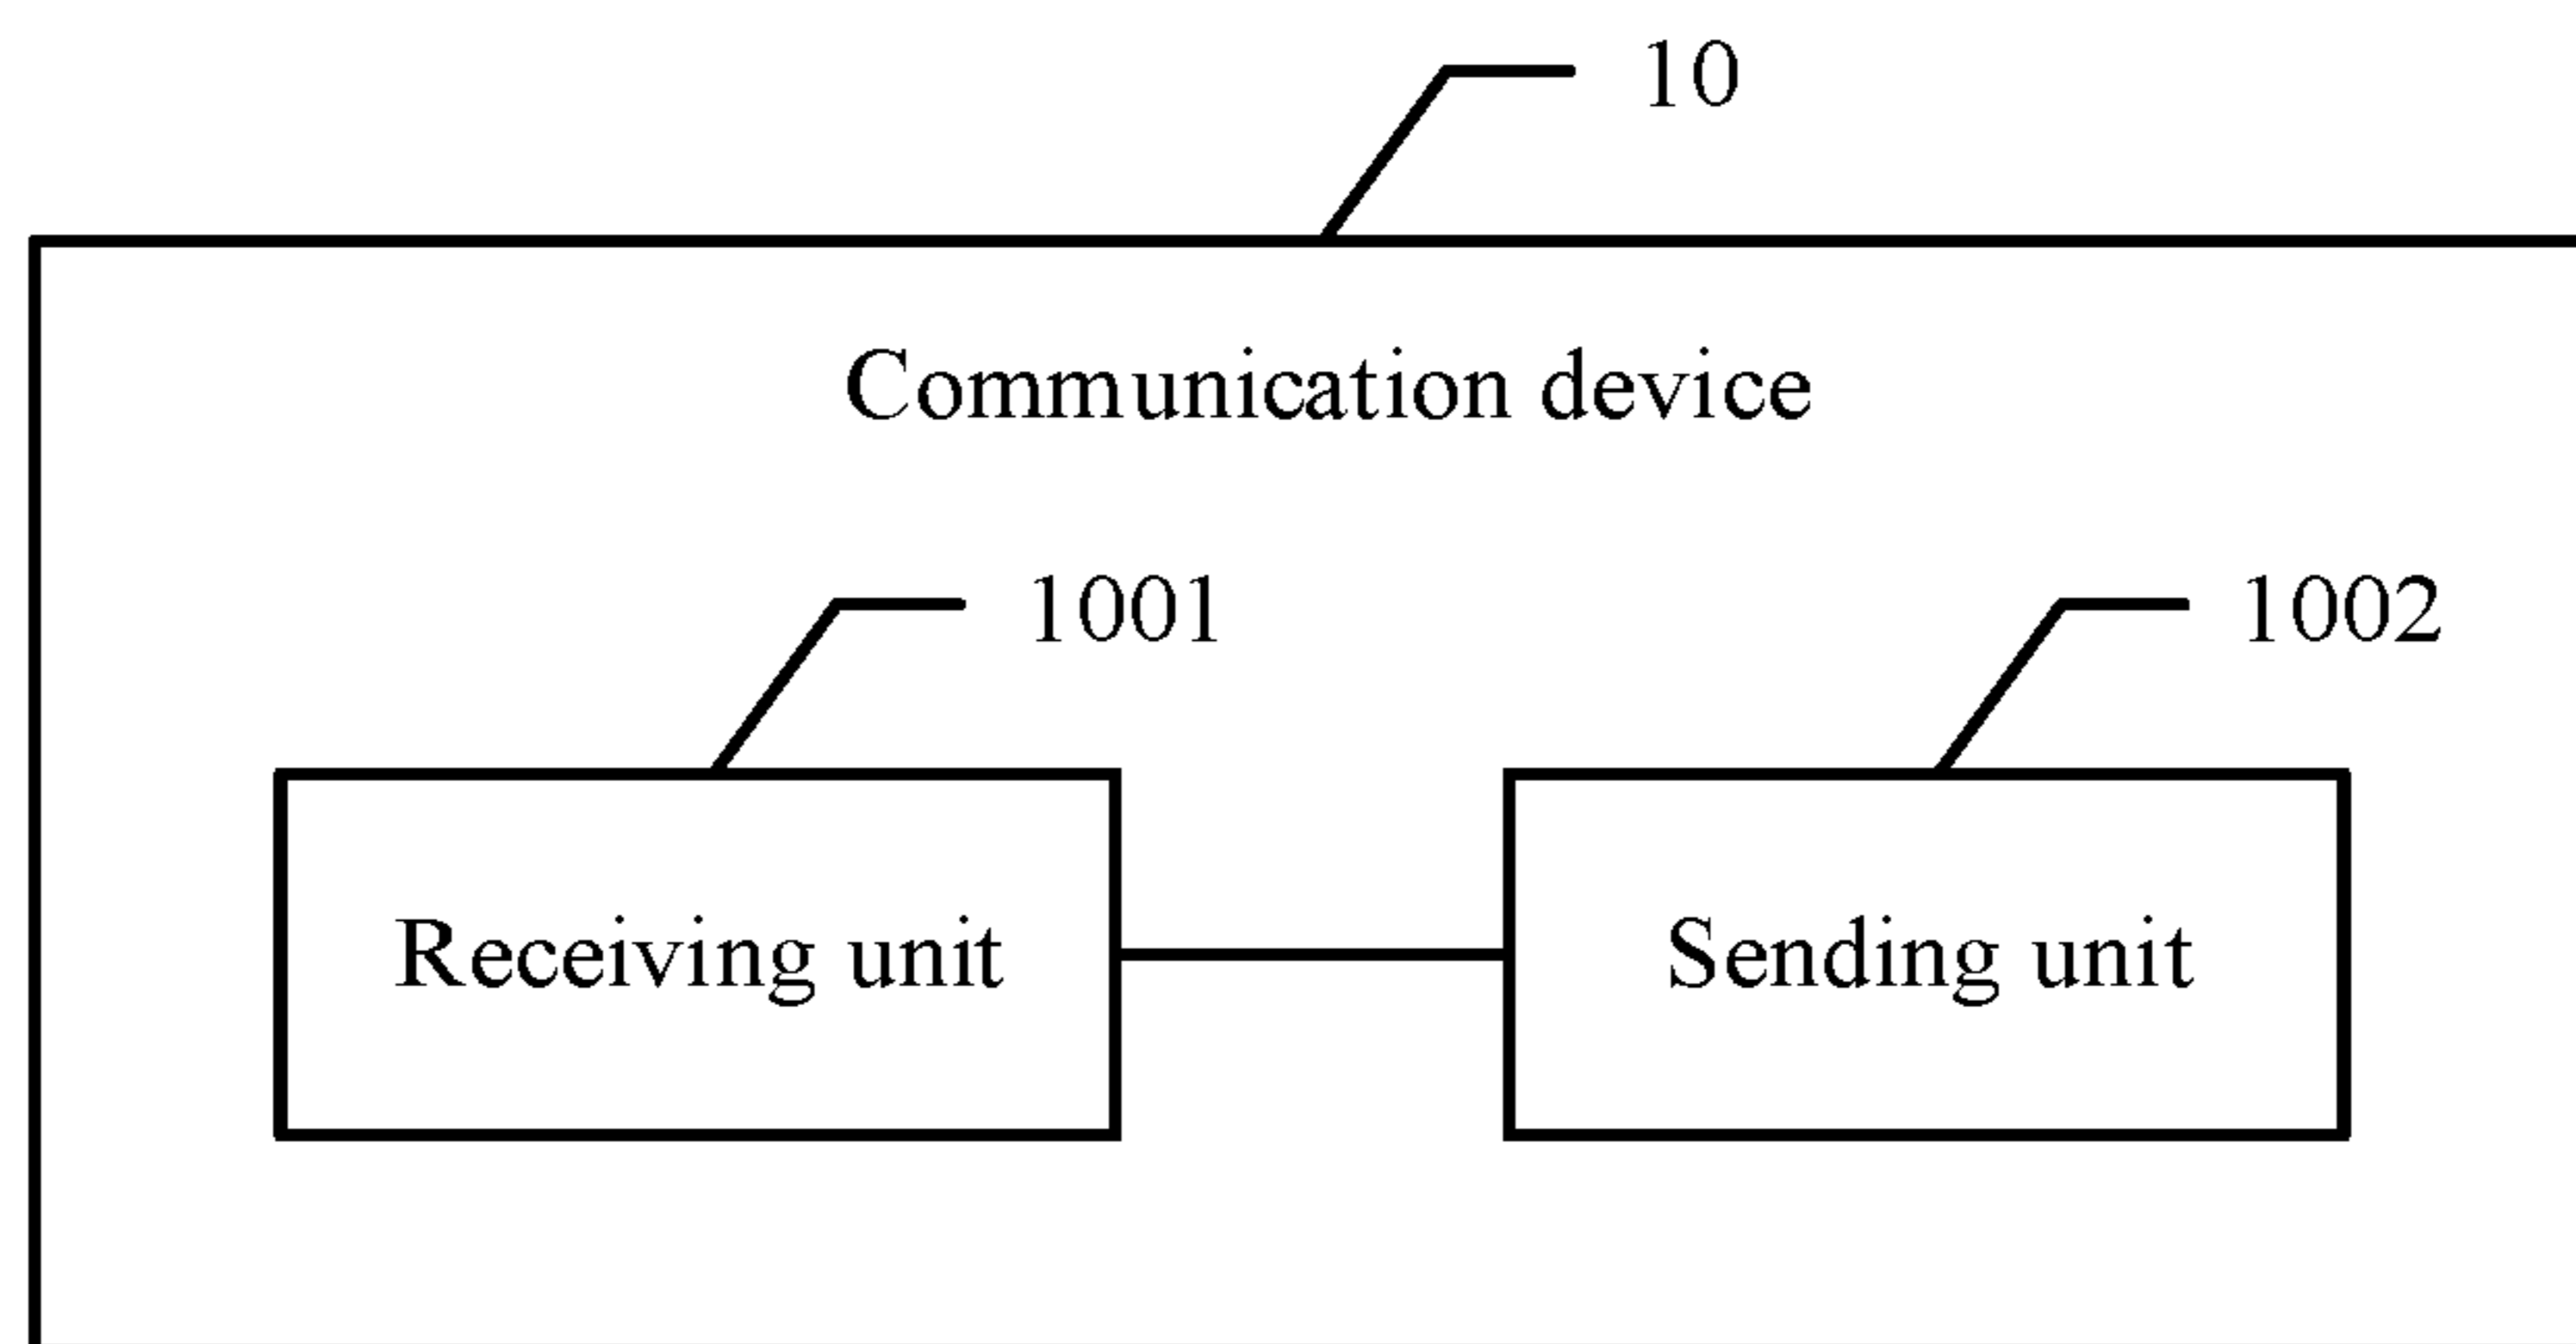 10
Communication device
1001
1002
Receiving unit
Sending unit